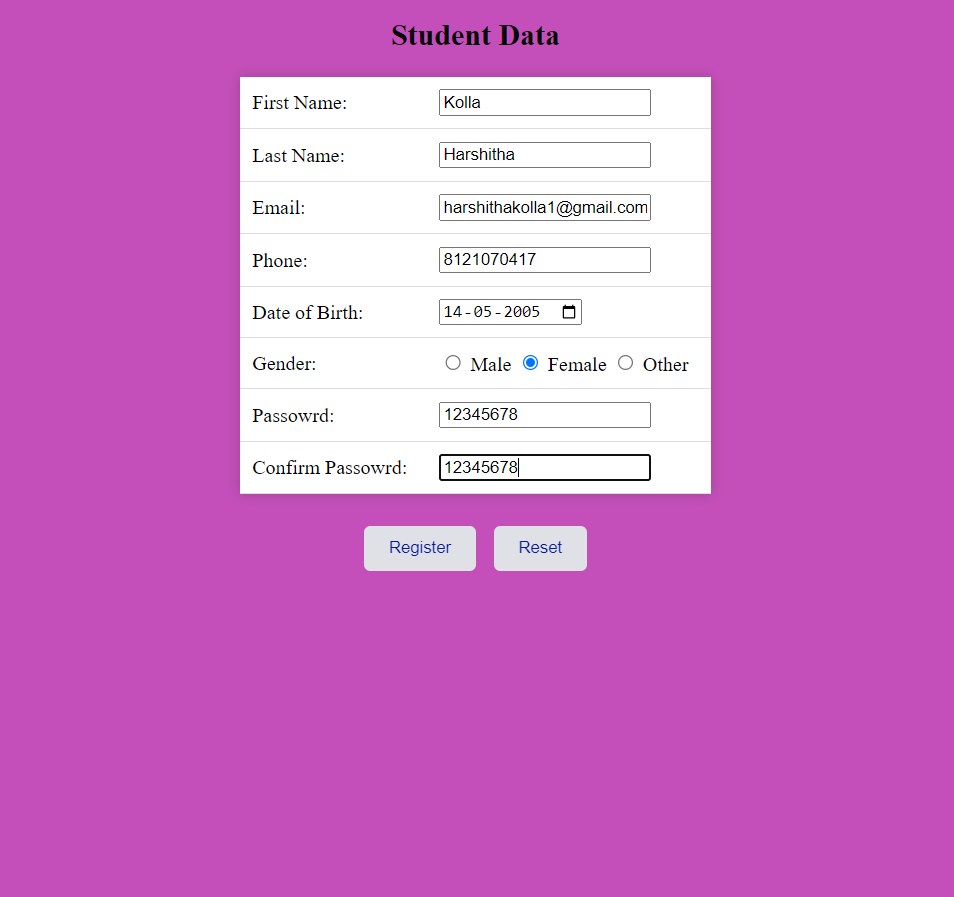 Student Data
First Name: Kolla
Last Name: Harshitha
Email: harshithakolla1@gmail.com
Phone: 8121070417
Date of Birth: 14-05-2005
Gender: Male Female Other
Passowrd: 12345678
Confirm Passowrd: 12345678
Register Reset